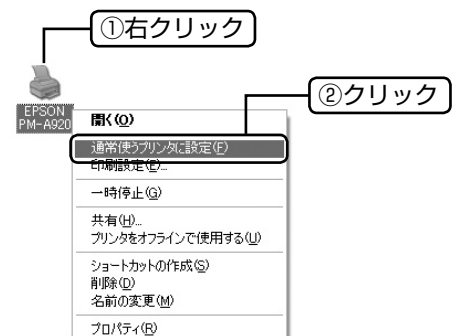 ①右クリック
②クリック
EPSON
PM-A920
開く(O)
通常使うプリンタに設定(F)
印刷設定(E)...
一時停止(G)
共有(H)...
プリンタをオフラインで使用する(U)
ショートカットの作成(S)
削除(D)
名前の変更(M)
プロパティ(R)